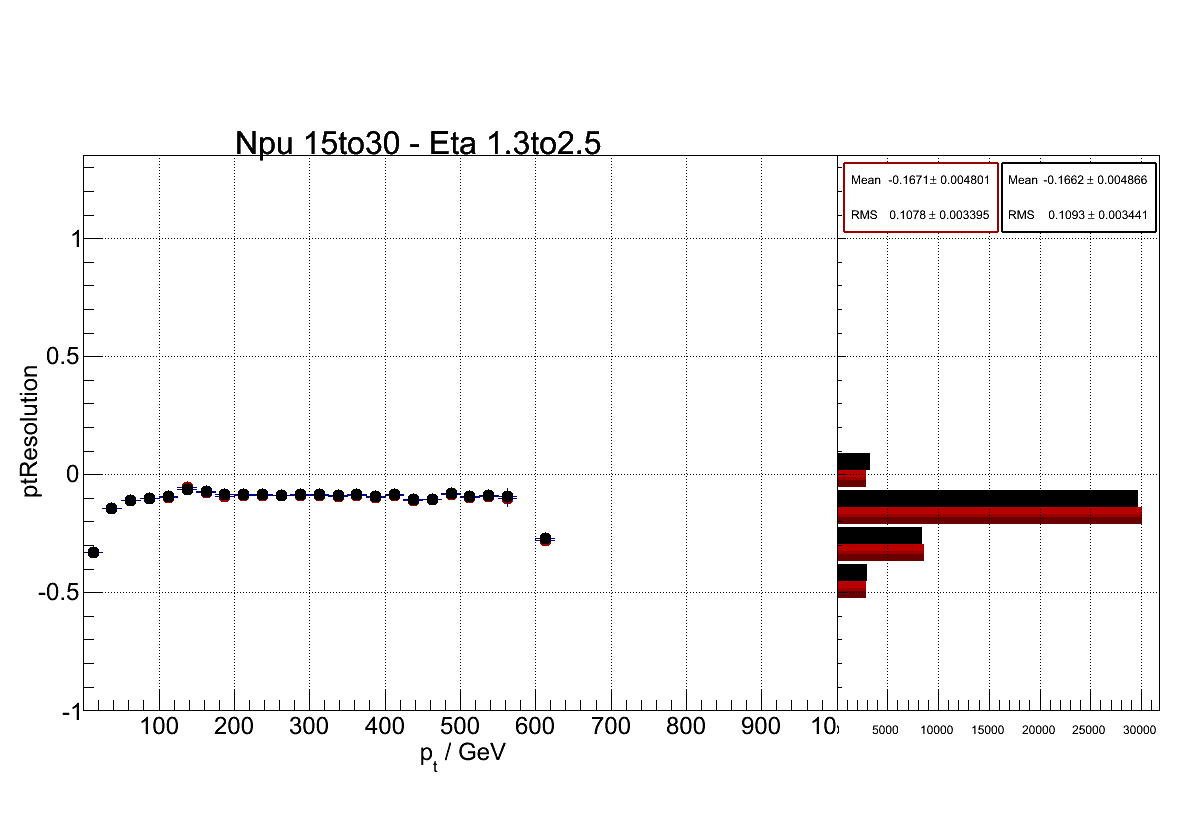 Npu 15to30 - Eta 1.3to2.5
Mean -0.1671± 0.004801
RMS 0.1078 ± 0.003395
Mean -0.1662 ± 0.004866
RMS 0.1093 ± 0.003441
ptResolution
1
0.5
0
-0.5
-1
100 200 300 400 500 600 700 800 900
5000 10000 15000 20000 25000 30000
pt / GeV